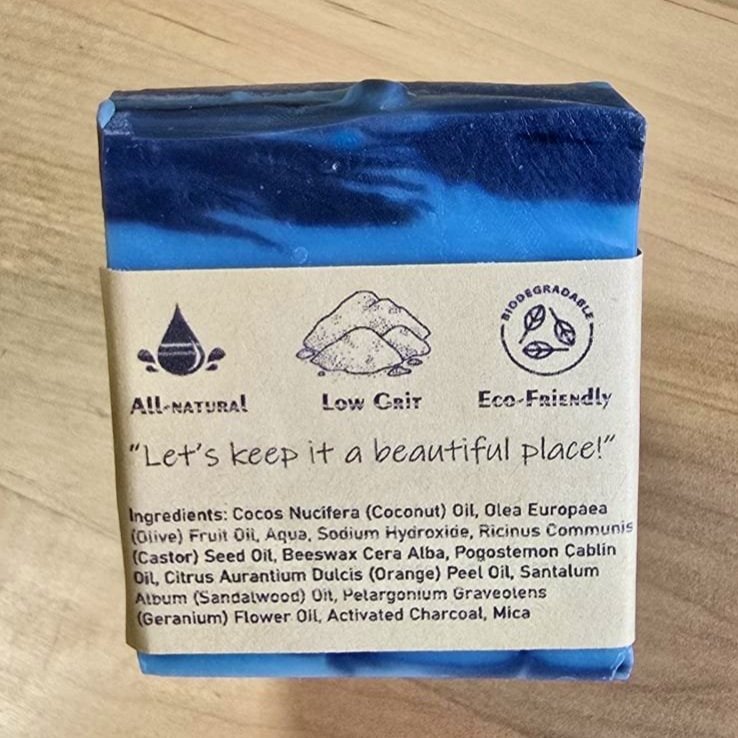 BIODEGRADABLE
All-natural Low Grit Eco-Friendly
"Let's keep it a beautiful place!"
Ingredients: Cocos Nucifera (Coconut) Oil, Olea Europaea
(Olive) Fruit Oil, Aqua, Sodium Hydroxide, Ricinus Communis
(Castor) Seed Oil, Beeswax Cera Alba, Pogostemon Cablin
Oil, Citrus Aurantium Dulcis (Orange) Peel Oil, Santalum
Album (Sandalwood) Oil, Pelargonium Graveolens
(Geranium) Flower Oil, Activated Charcoal, Mica